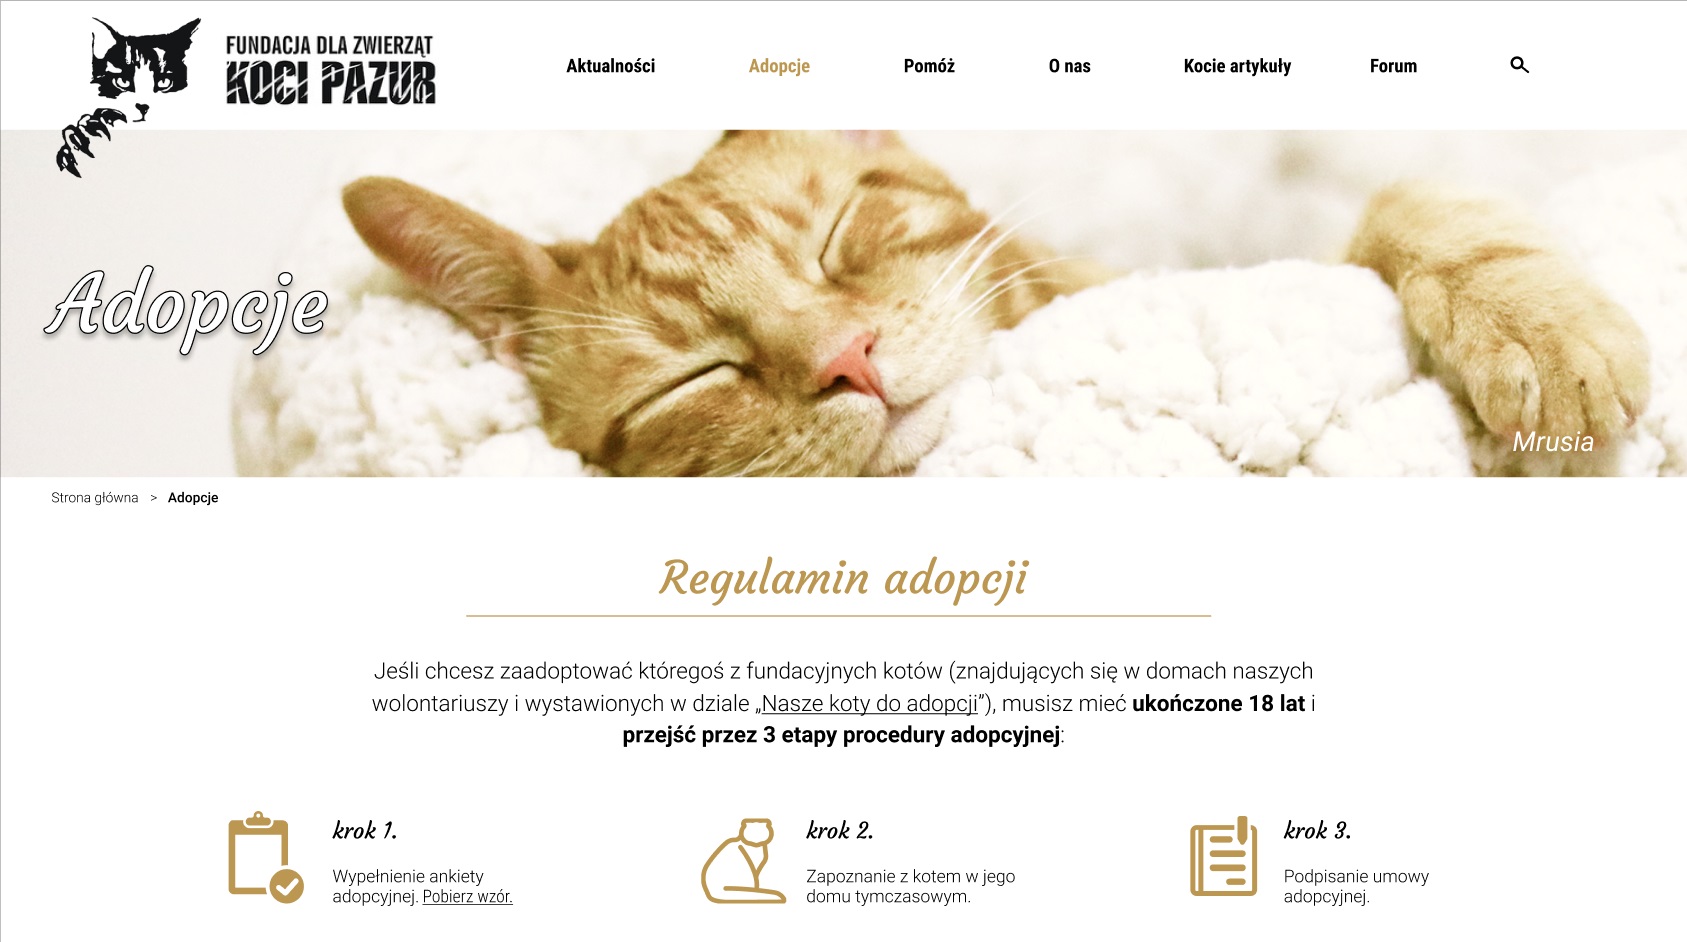 FUNDACJA DLA ZWIERZĄT
KOCI PAZUR
Aktualności
Adopcje
Pomóż
O nas
Kocie artykuły
Forum
Adopcje
Mrusia
Strona główna > Adopcje
Regulamin adopcji
Jeśli chcesz zaadoptować któregoś z fundacyjnych kotów (znajdujących się w domach naszych
wolontariuszy i wystawionych w dziale „Nasze koty do adopcji”), musisz mieć ukończone 18 lat i
przejść przez 3 etapy procedury adopcyjnej:
krok 1.
Wypełnienie ankiety
adopcyjnej. Pobierz wzór.
krok 2.
Zapoznanie z kotem w jego
domu tymczasowym.
krok 3.
Podpisanie umowy
adopcyjnej.